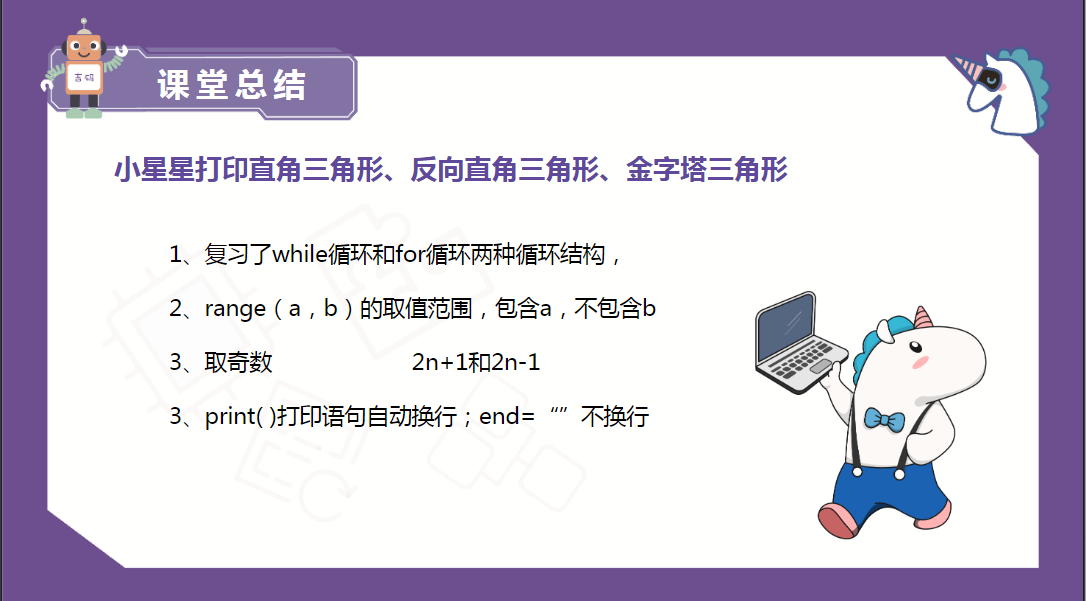 吉码
课堂总结
小星星打印直角三角形、反向直角三角形、金字塔三角形
1、复习了while循环和for循环两种循环结构，
2、range（a，b）的取值范围，包含a，不包含b
3、取奇数 2n+1和2n-1
3、print( )打印语句自动换行；end=“”不换行